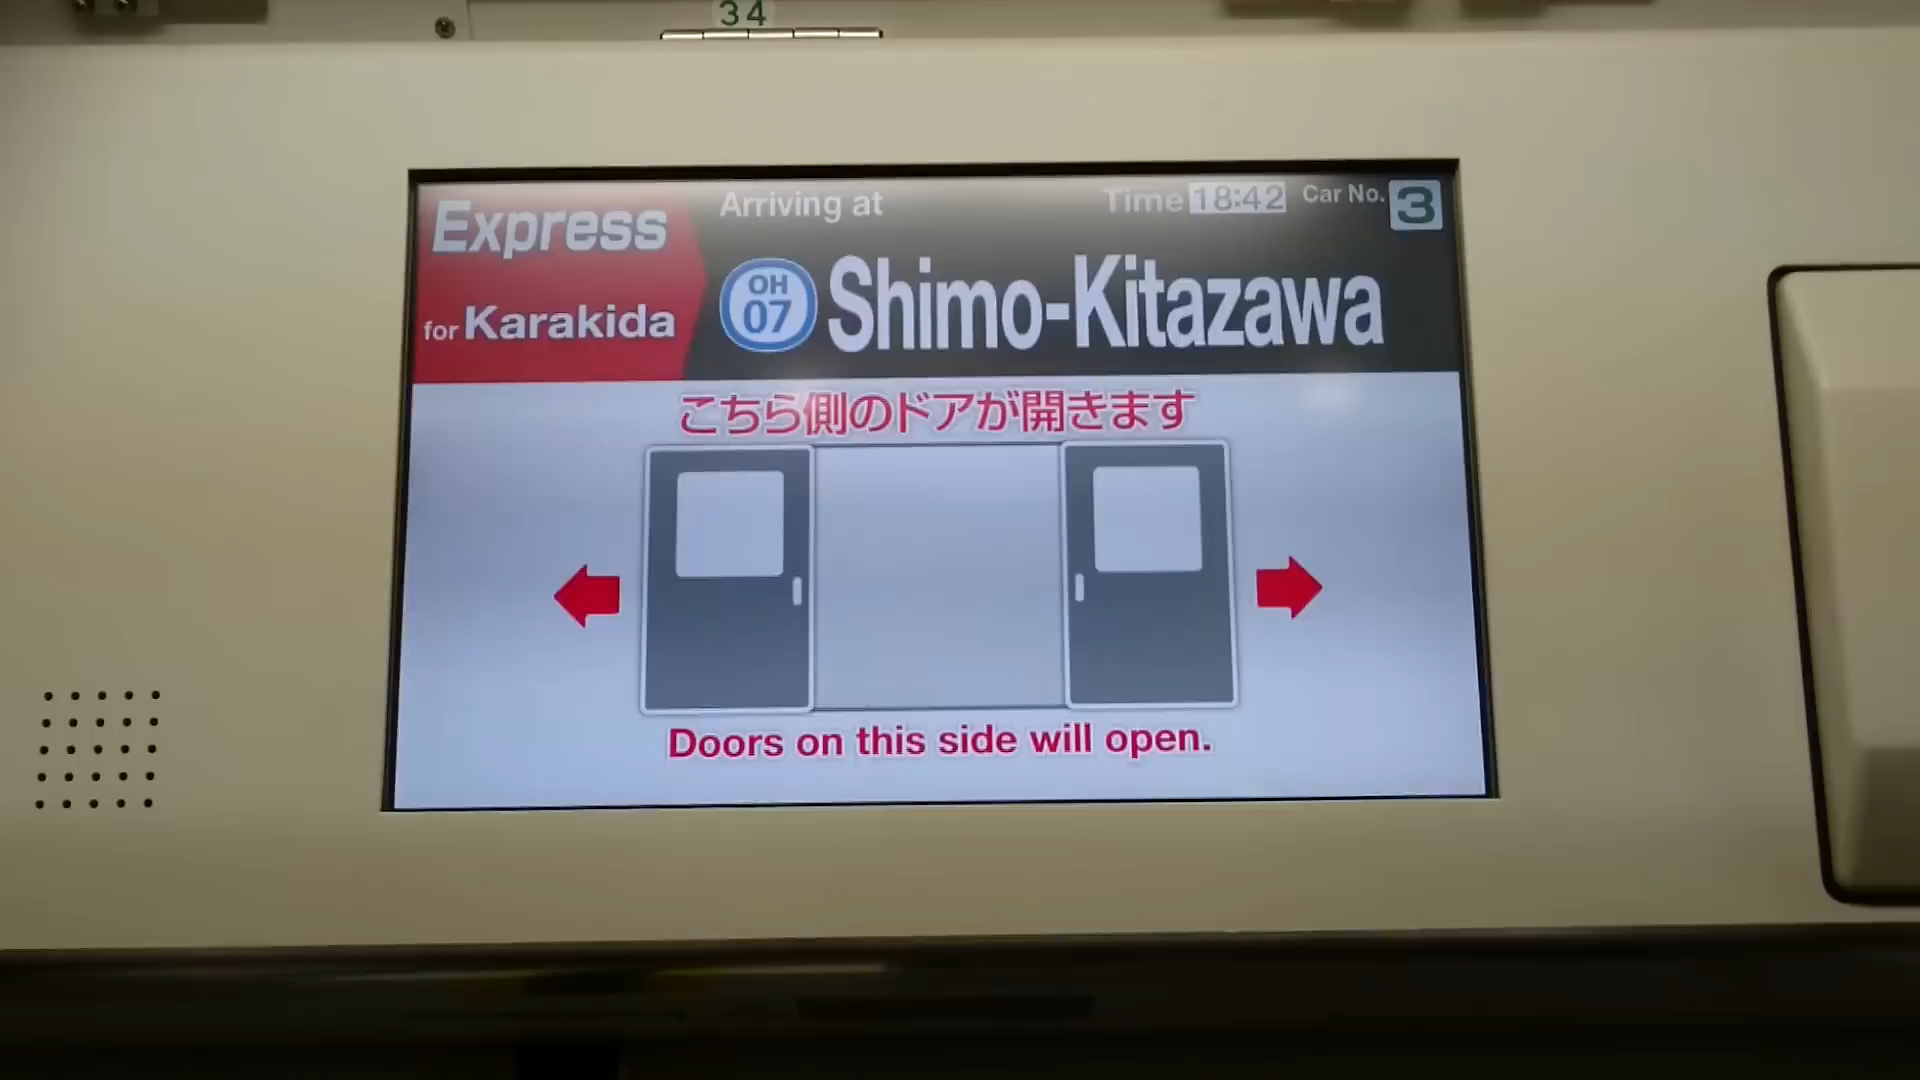 34
Express
for Karakida
Arriving at
Time 18:42 Car No. 3
OH
07
Shimo-Kitazawa
こちら側のドアが開きます
Doors on this side will open.